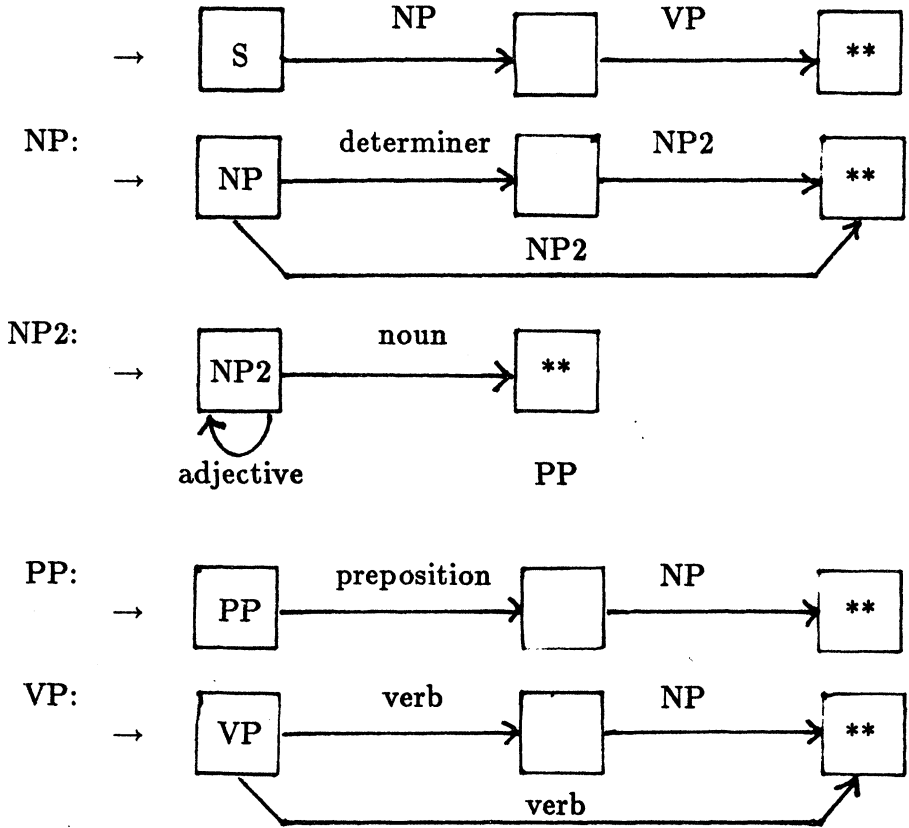 NP VP
→ S **
NP: determiner NP2
→ NP **
NP2
NP2: noun
→ NP2 **
adjective PP
PP: preposition NP
→ PP **
VP: verb NP
→ VP **
verb